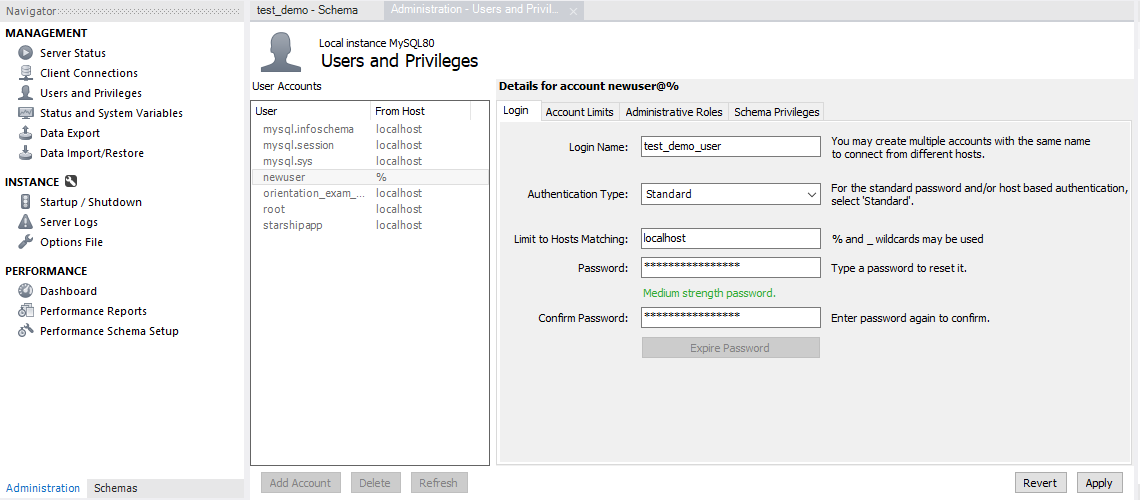 Navigator
test_demo - Schema
Administration - Users and Privil...
MANAGEMENT
Server Status
Client Connections
Users and Privileges
Status and System Variables
Data Export
Data Import/Restore
INSTANCE
Startup / Shutdown
Server Logs
Options File
PERFORMANCE
Dashboard
Performance Reports
Performance Schema Setup
Administration
Schemas
Local instance MySQL80
Users and Privileges
User Accounts
User
From Host
mysql.infoschema
localhost
mysql.session
localhost
mysql.sys
localhost
newuser
%
orientation_exam_...
localhost
root
localhost
starshipapp
localhost
Add Account
Delete
Refresh
Details for account newuser@%
Login
Account Limits
Administrative Roles
Schema Privileges
Login Name:
test_demo_user
You may create multiple accounts with the same name
to connect from different hosts.
Authentication Type:
Standard
For the standard password and/or host based authentication,
select 'Standard'.
Limit to Hosts Matching:
localhost
% and _ wildcards may be used
Password:
****************
Type a password to reset it.
Medium strength password.
Confirm Password:
****************
Enter password again to confirm.
Expire Password
Revert
Apply